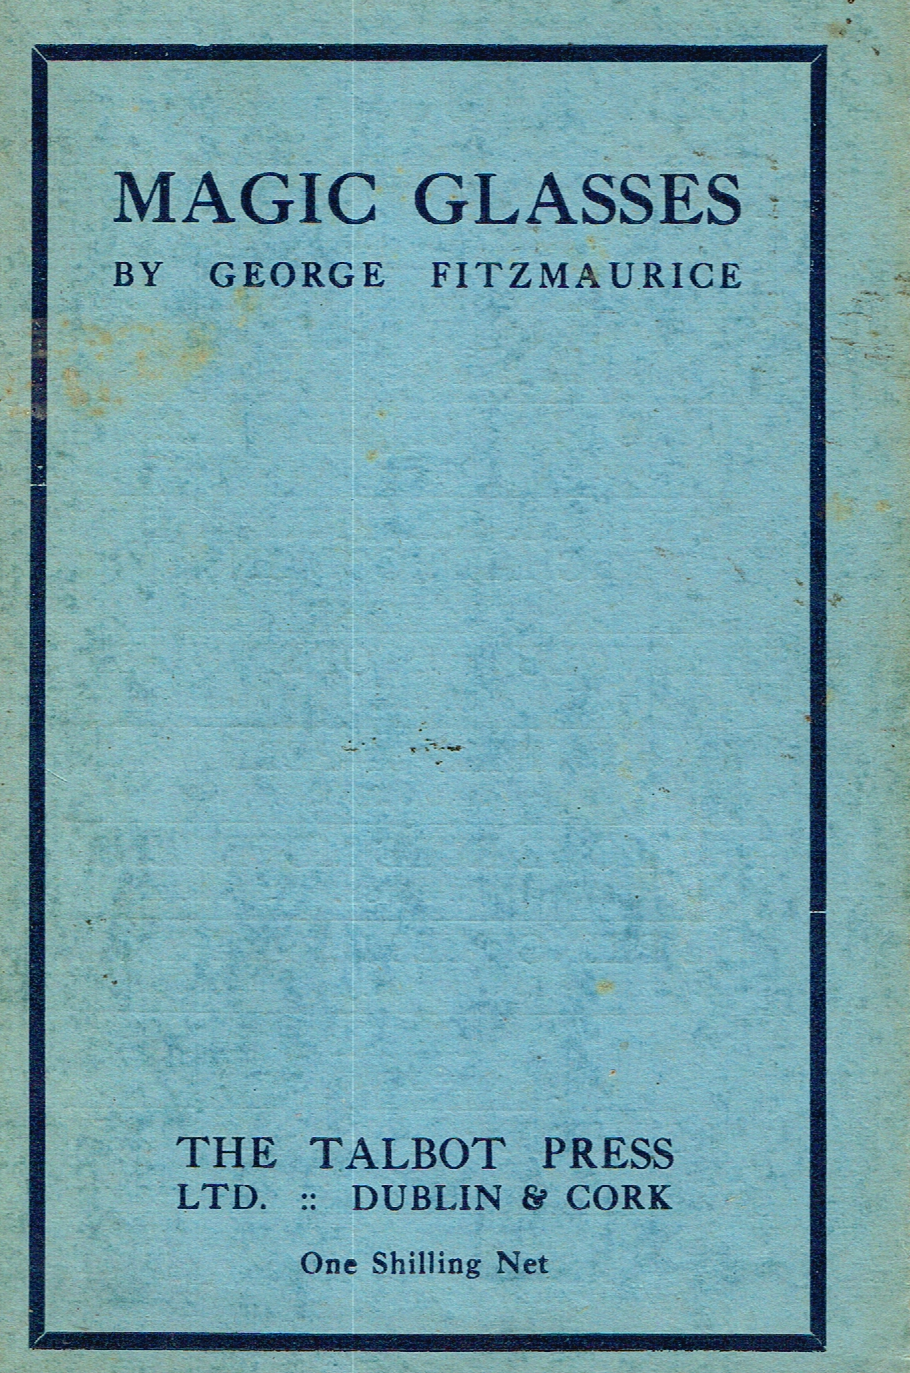 MAGIC GLASSES
BY GEORGE FITZMAURICE
THE TALBOT PRESS
LTD. :: DUBLIN & CORK
One Shilling Net